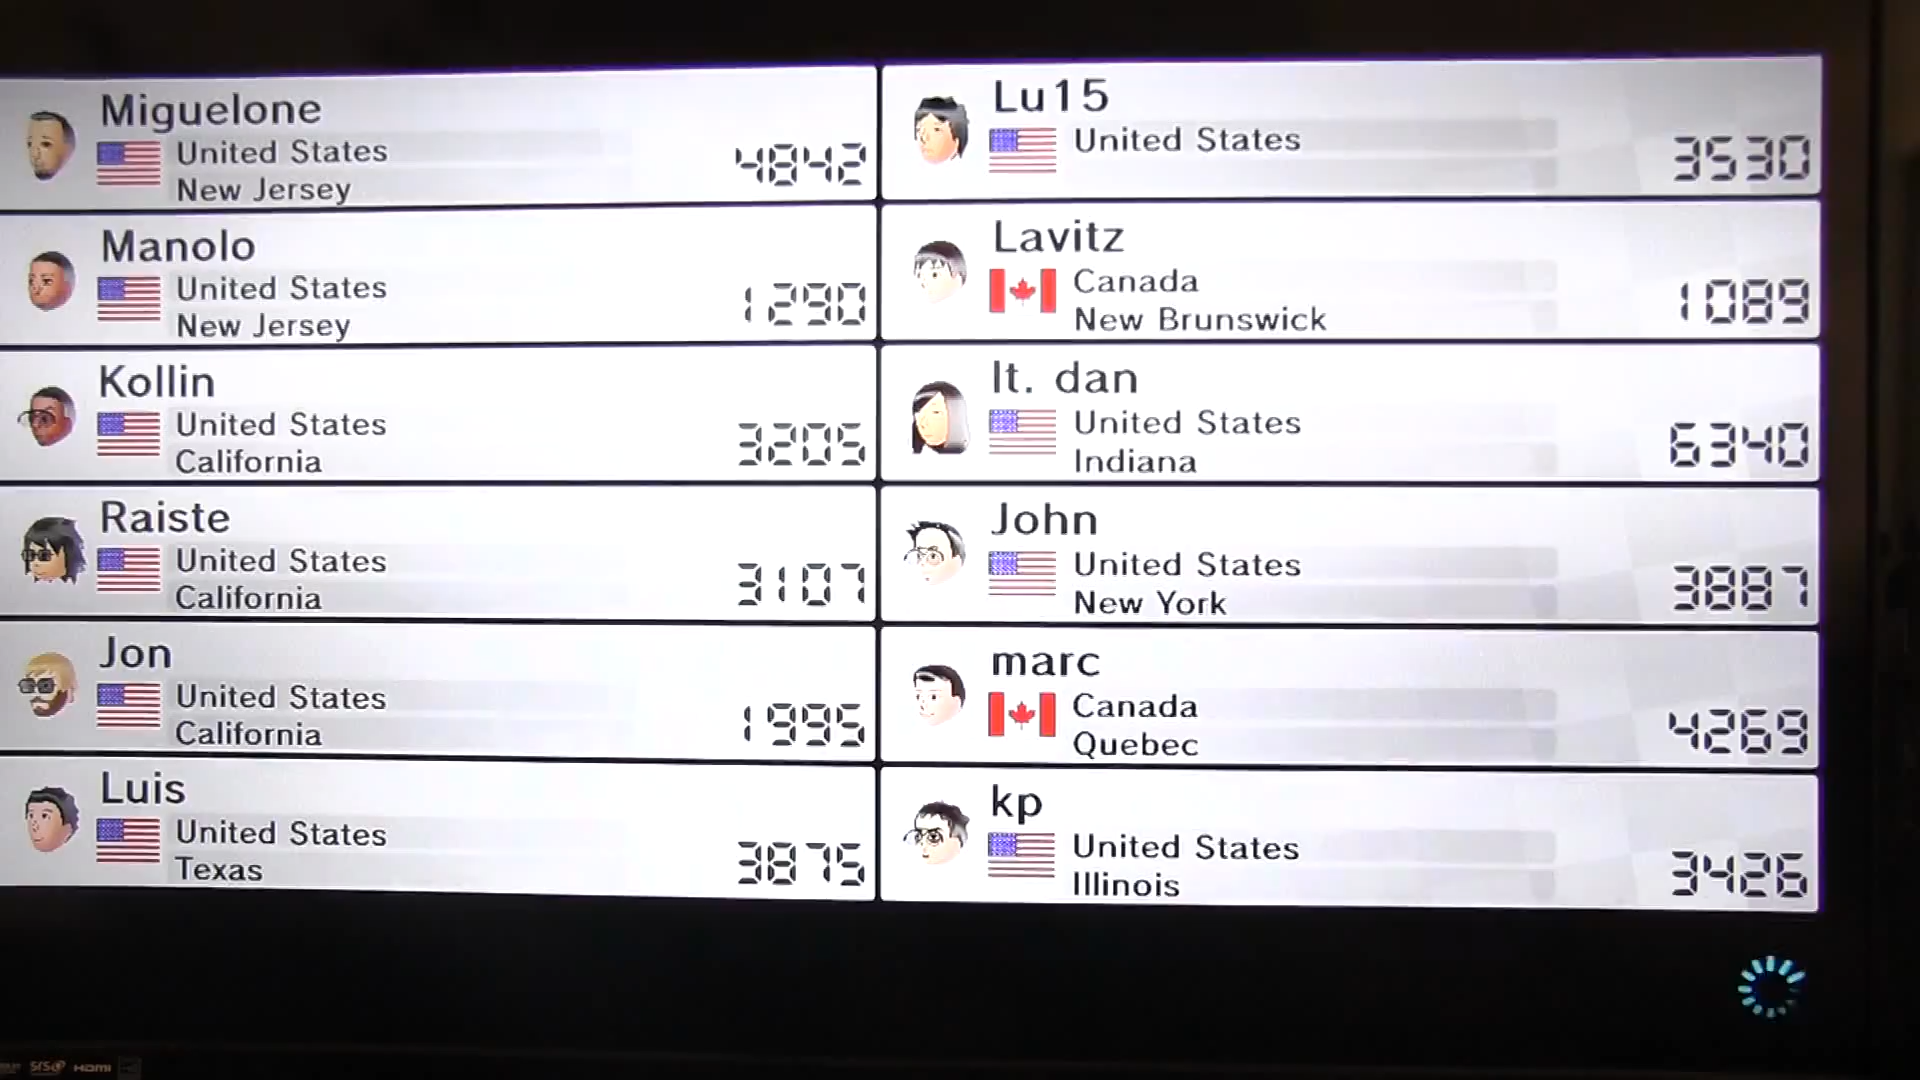 Miguelone
United States
New Jersey
4842
Lu15
United States
3530
Manolo
United States
New Jersey
1290
Lavitz
Canada
New Brunswick
1089
Kollin
United States
California
3205
lt. dan
United States
Indiana
6340
Raiste
United States
California
3107
John
United States
New York
3887
Jon
United States
California
1995
marc
Canada
Quebec
4269
Luis
United States
Texas
3875
kp
United States
Illinois
3426
SRS
HDMI